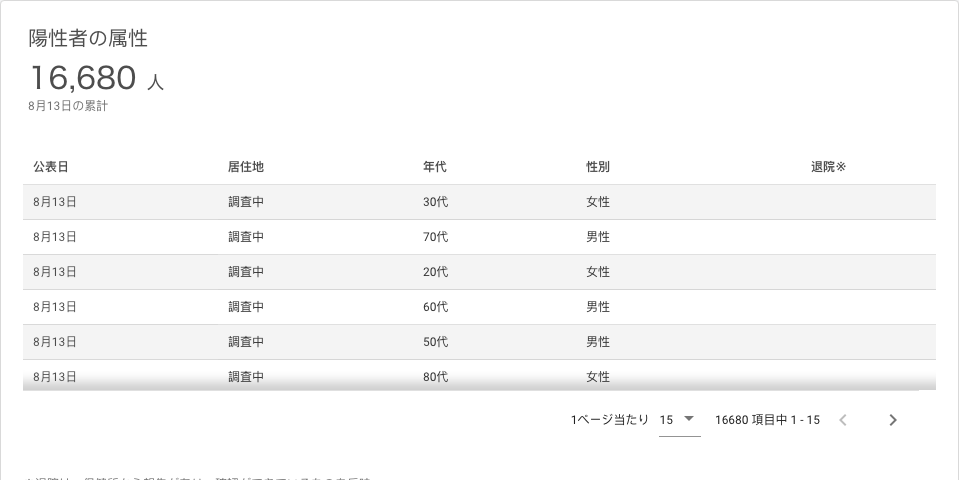 陽性者の属性
16,680 人
8月13日の累計
公表日 居住地 年代 性別 退院※
8月13日 調査中 30代 女性
8月13日 調査中 70代 男性
8月13日 調査中 20代 女性
8月13日 調査中 60代 男性
8月13日 調査中 50代 男性
8月13日 調査中 80代 女性
1ページ当たり 15 16680 項目中 1 - 15